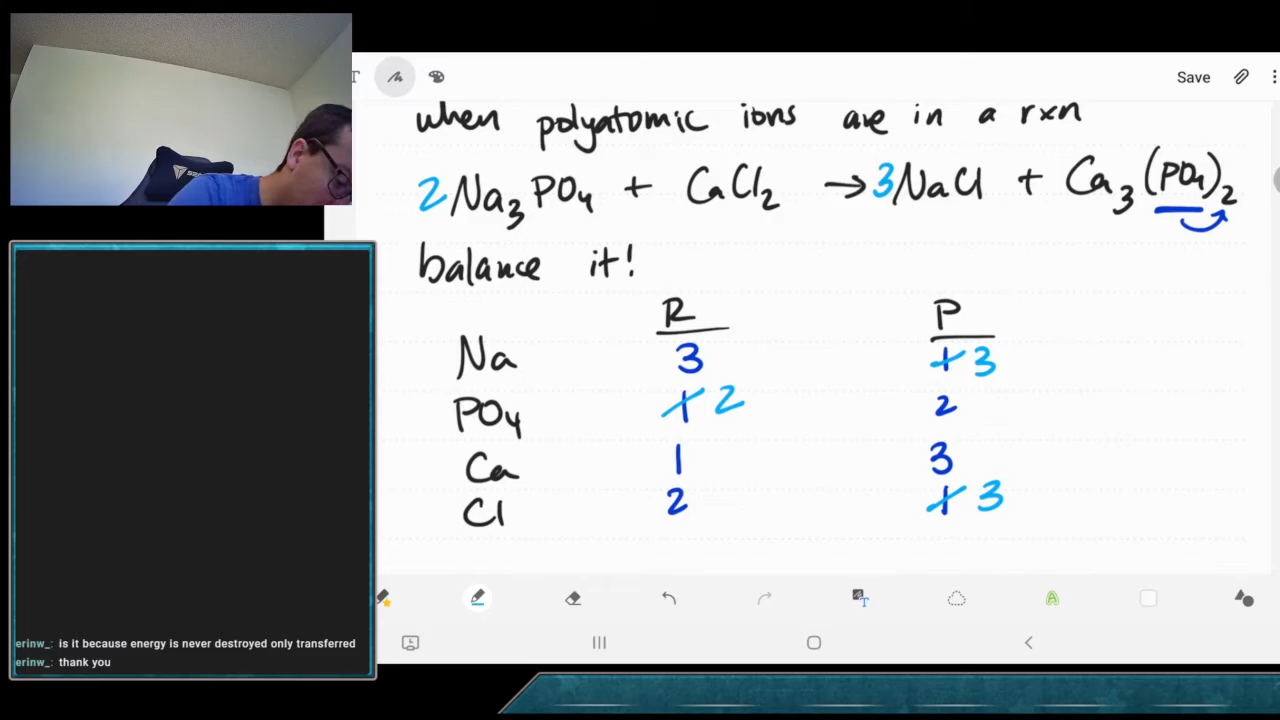 T
Save
when polyatomic ions are in a rxn
2Na₃PO₄ + CaCl₂ → 3NaCl + Ca₃(PO₄)₂
balance it!
R P
Na 3 1 3
PO₄ 1 2 2
Ca 1 3
Cl 2 1 3
erinw_: is it because energy is never destroyed only transferred
erinw_: thank you